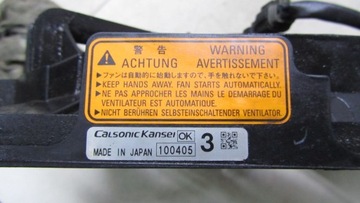 警告 WARNING
ACHTUNG AVERTISSEMENT
▶ファンは自動的に始動しますので、手を触れないで下さい。
▶KEEP HANDS AWAY, FAN STARTS AUTOMATICALLY.
▶NE PAS APPROCHER LES MAINS LE DEMARRAGE DU
VENTILATEUR EST AUTOMATIQUE.
▶NICHT BERÜHREN SELBSTEINSCHALTENDER VENTILATOR.
CalsonicKansei OK 3
MADE IN JAPAN 100405